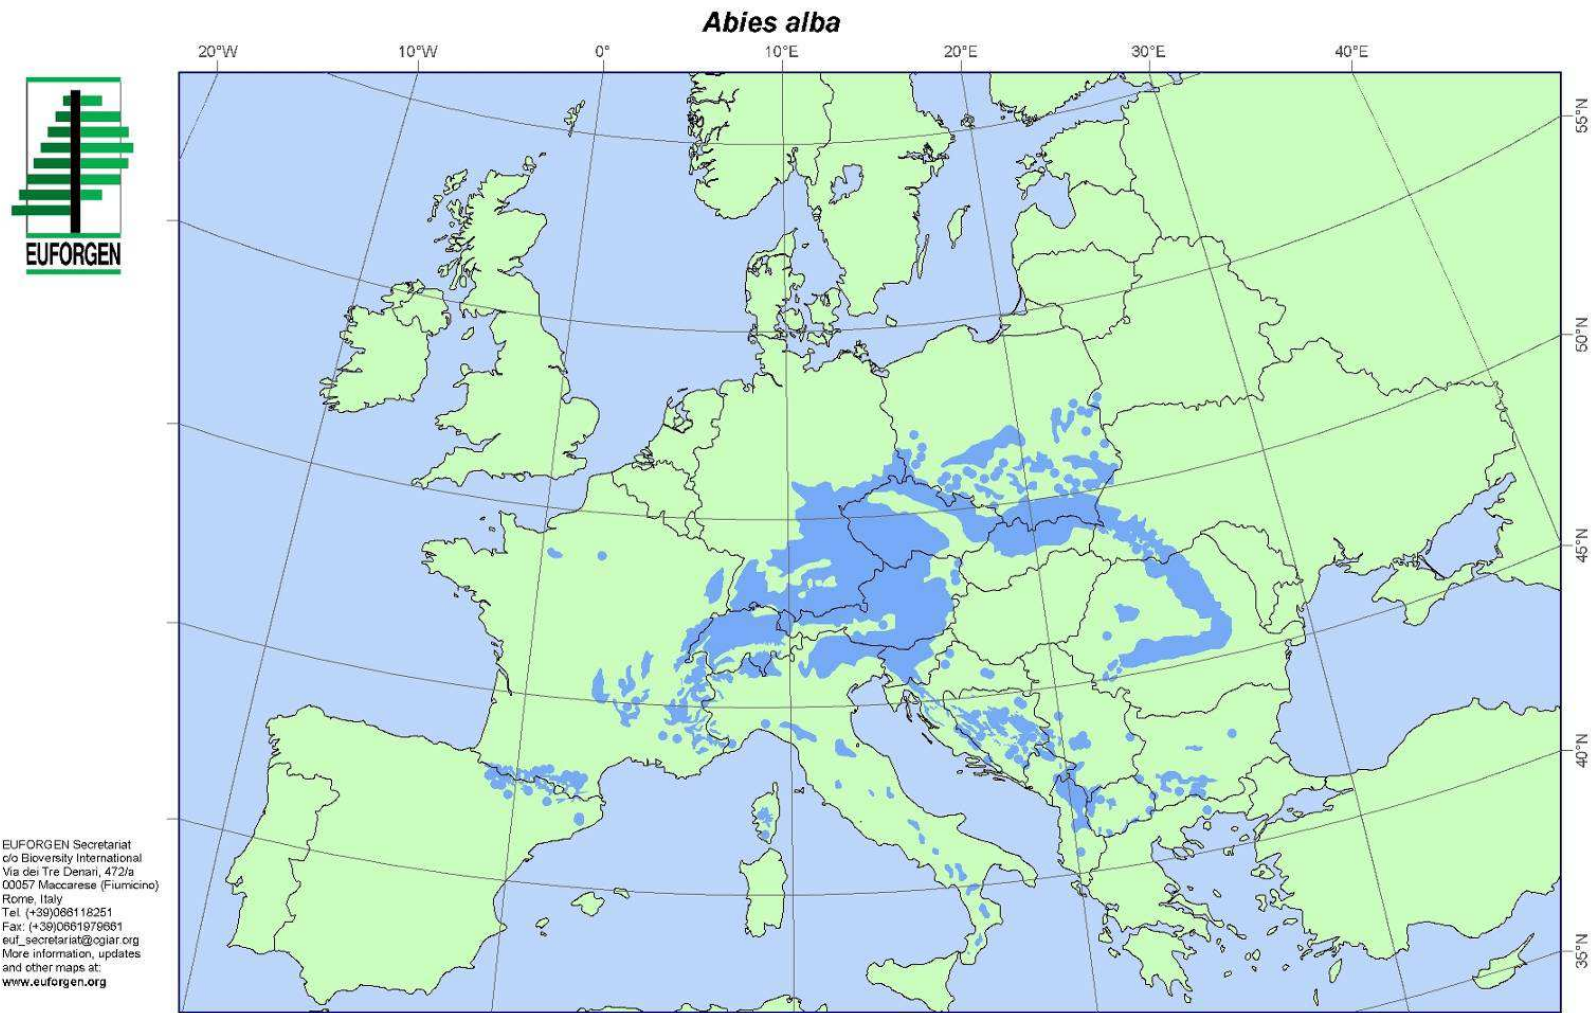 Abies alba
20°W 10°W 0° 10°E 20°E 30°E 40°E
55°N
50°N
45°N
40°N
35°N
EUFORGEN
EUFORGEN Secretariat
c/o Bioversity International
Via dei Tre Denari, 472/a
00057 Maccarese (Fiumicino)
Rome, Italy
Tel. (+39)066118251
Fax: (+39)0661979661
euf_secretariat@cgiar.org
More information, updates
and other maps at:
www.euforgen.org